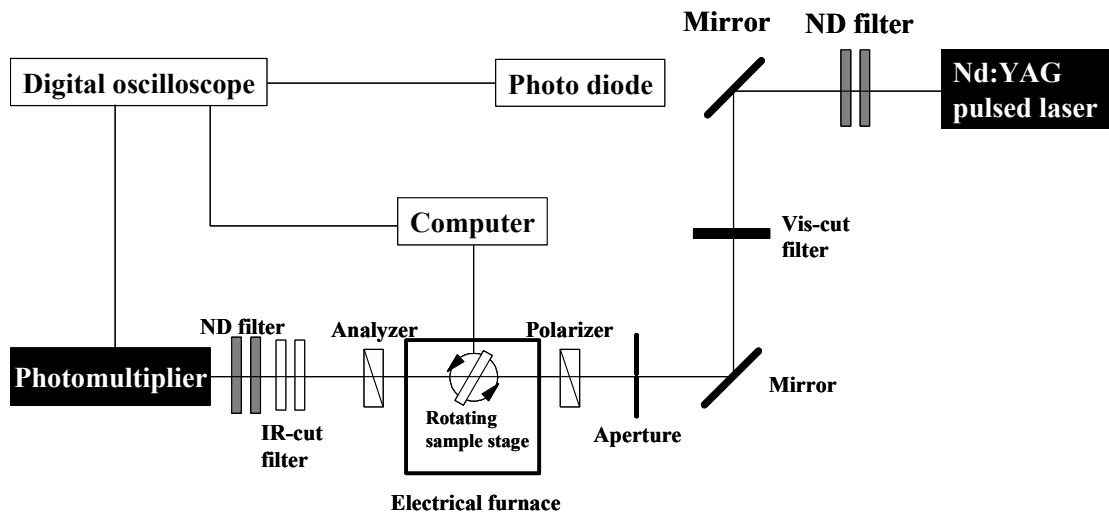 Mirror
ND filter
Digital oscilloscope
Photo diode
Nd:YAG
pulsed laser
Computer
Vis-cut
filter
ND filter
Analyzer
Polarizer
Photomultiplier
Mirror
IR-cut
filter
Rotating
sample stage
Aperture
Electrical furnace